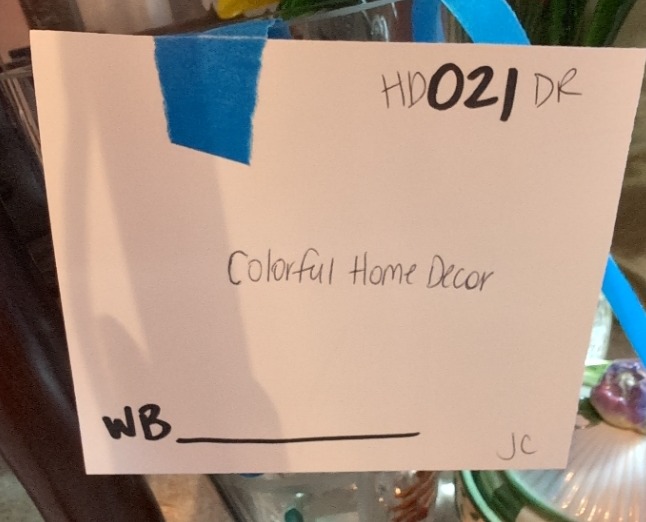 HD021 DR
Colorful Home Decor
WB
JC